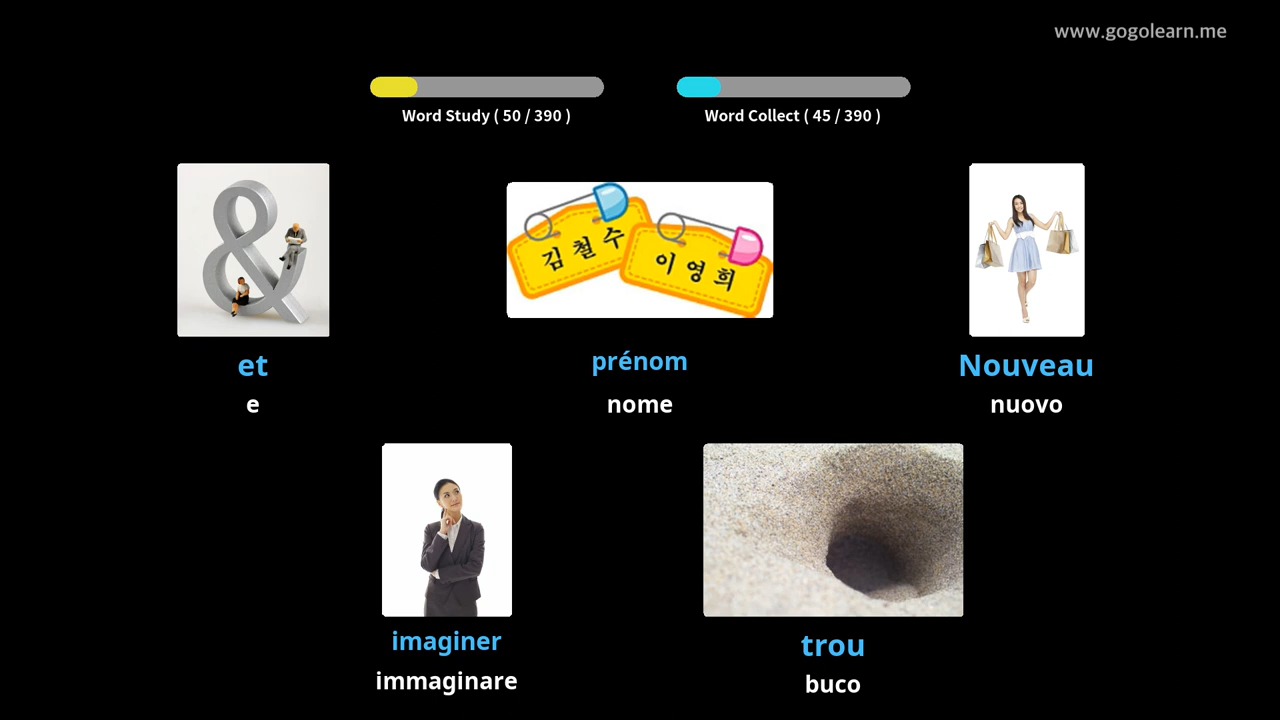 www.gogolearn.me
Word Study ( 50 / 390 )
Word Collect ( 45 / 390 )
&
김철수
이영희
et
e
prénom
nome
Nouveau
nuovo
imaginer
immaginare
trou
buco